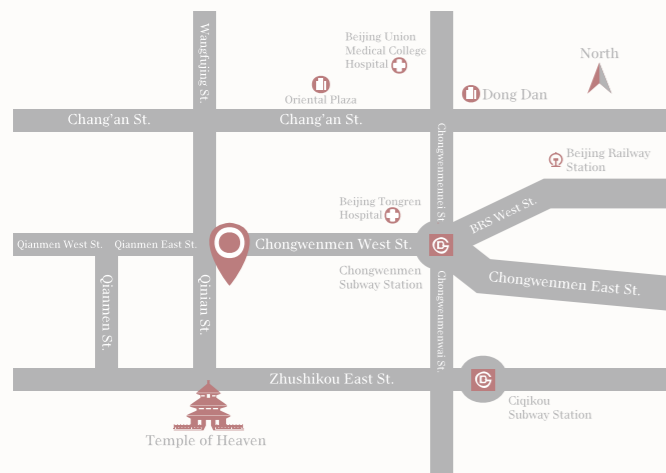 Wangfujing St.
Beijing Union
Medical College
Hospital
North
Oriental Plaza
Dong Dan
Chang'an St.
Chang'an St.
Chongwenmennei St.
Beijing Railway
Station
Beijing Tongren
Hospital
BRS West St.
Qianmen West St.
Qianmen East St.
Chongwenmen West St.
Chongwenmen
Subway Station
Chongwenmen East St.
Qianmen St.
Qinian St.
Chongwenmenwai St.
Zhushikou East St.
Ciqikou
Subway Station
Temple of Heaven